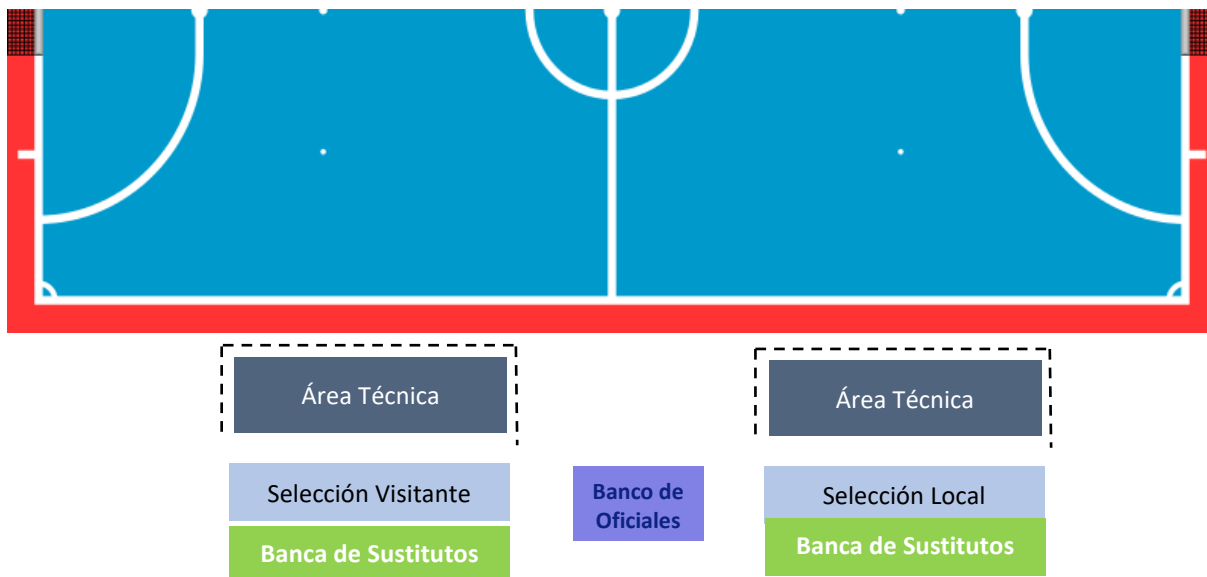 Área Técnica
Área Técnica
Selección Visitante
Banco de
Oficiales
Selección Local
Banca de Sustitutos
Banca de Sustitutos